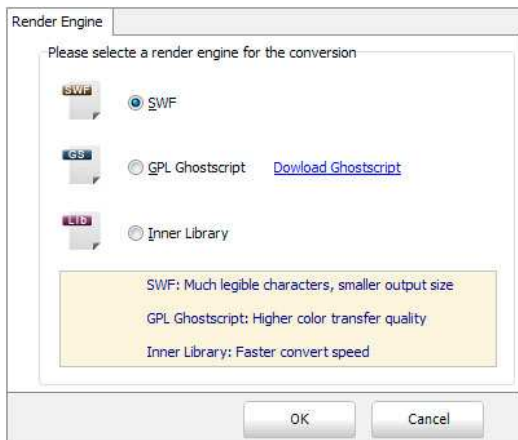 Render Engine
Please selecte a render engine for the conversion
SWF
SWF
GS
GPL Ghostscript Dowload Ghostscript
Lib
Inner Library
SWF: Much legible characters, smaller output size
GPL Ghostscript: Higher color transfer quality
Inner Library: Faster convert speed
OK Cancel